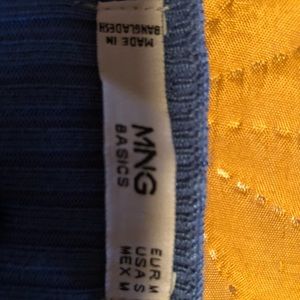 MADE IN
BANGLADESH
MNG
BASICS
EUR M
USA S
MEX M